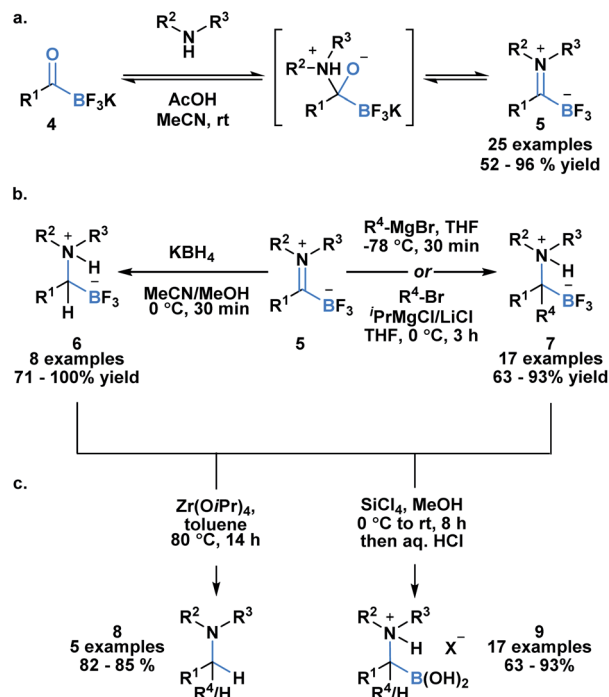 a.
R² R³
N
H
O
R¹ BF₃K
4
AcOH
MeCN, rt
+ R³ −
R²-NH O
R¹ BF₃K
R² + R³
N
−
R¹ BF₃
5
25 examples
52 - 96 % yield
b.
+
R² R³
N
H
−
R¹ BF₃
H
6
8 examples
71 - 100% yield
KBH₄
MeCN/MeOH
0 °C, 30 min
R² + R³
N
−
R¹ BF₃
5
R⁴-MgBr, THF
-78 °C, 30 min
or
R⁴-Br
ⁱPrMgCl/LiCl
THF, 0 °C, 3 h
+
R² R³
N
H
−
R¹ BF₃
R⁴
7
17 examples
63 - 93% yield
c.
Zr(OiPr)₄,
toluene
80 °C, 14 h
SiCl₄, MeOH
0 °C to rt, 8 h
then aq. HCl
8
5 examples
82 - 85 %
R² R³
N
R¹ H
R⁴/H
+
R² R³
N
H X⁻
R¹ B(OH)₂
R⁴/H
9
17 examples
63 - 93%